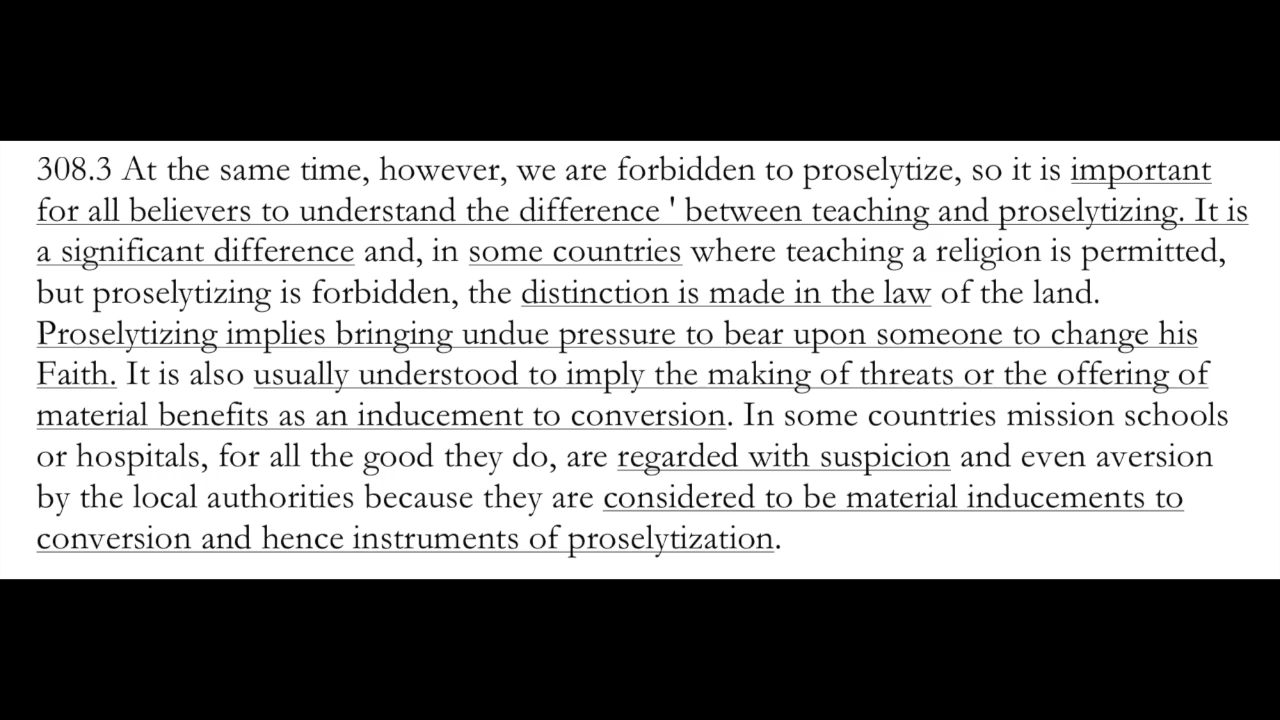 308.3 At the same time, however, we are forbidden to proselytize, so it is important
for all believers to understand the difference ' between teaching and proselytizing. It is
a significant difference and, in some countries where teaching a religion is permitted,
but proselytizing is forbidden, the distinction is made in the law of the land.
Proselytizing implies bringing undue pressure to bear upon someone to change his
Faith. It is also usually understood to imply the making of threats or the offering of
material benefits as an inducement to conversion. In some countries mission schools
or hospitals, for all the good they do, are regarded with suspicion and even aversion
by the local authorities because they are considered to be material inducements to
conversion and hence instruments of proselytization.